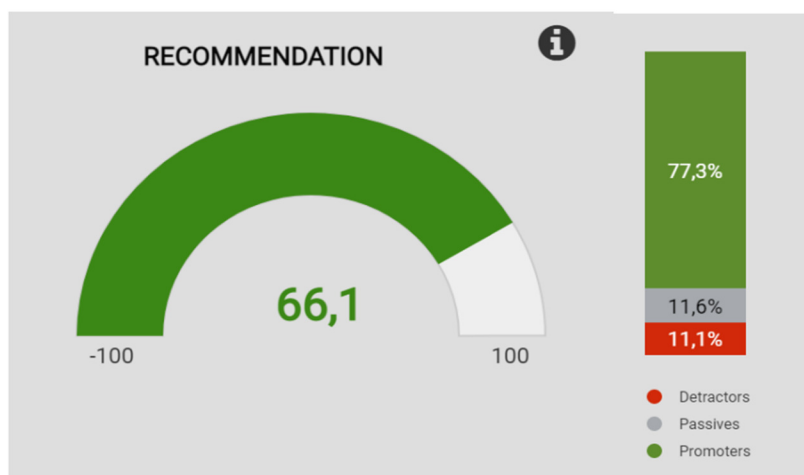 RECOMMENDATION
66,1
-100
100
77,3%
11,6%
11,1%
Detractors
Passives
Promoters